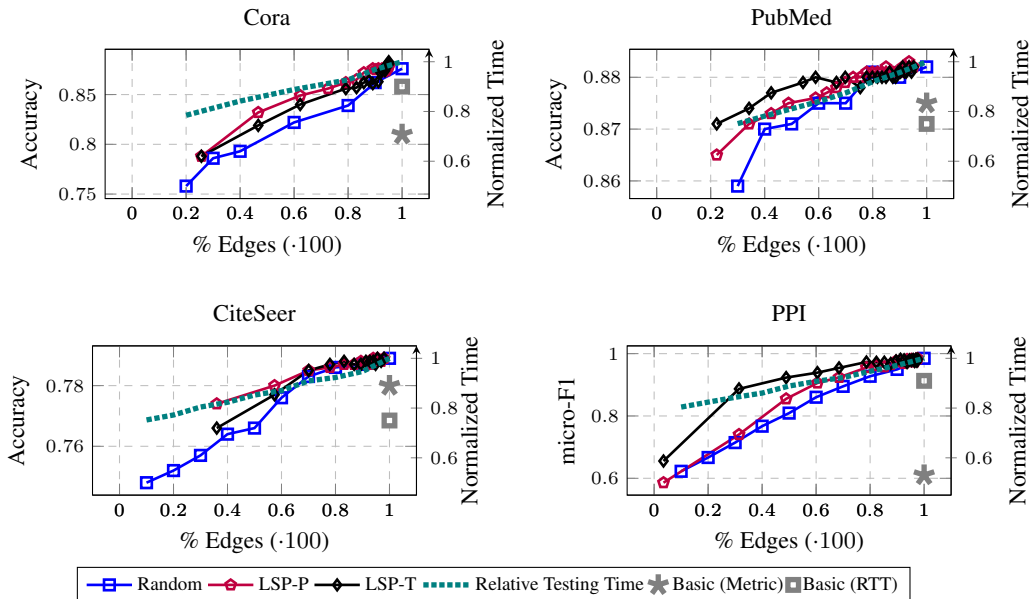 Cora
PubMed
Accuracy
0.85
0.8
0.75
0 0.2 0.4 0.6 0.8 1
% Edges (·100)
1
0.8
0.6
Normalized Time
Accuracy
0.88
0.87
0.86
0 0.2 0.4 0.6 0.8 1
% Edges (·100)
1
0.8
0.6
Normalized Time
CiteSeer
PPI
Accuracy
0.78
0.76
0 0.2 0.4 0.6 0.8 1
% Edges (·100)
1
0.8
0.6
Normalized Time
micro-F1
1
0.8
0.6
0 0.2 0.4 0.6 0.8 1
% Edges (·100)
1
0.8
0.6
Normalized Time
Random LSP-P LSP-T Relative Testing Time Basic (Metric) Basic (RTT)